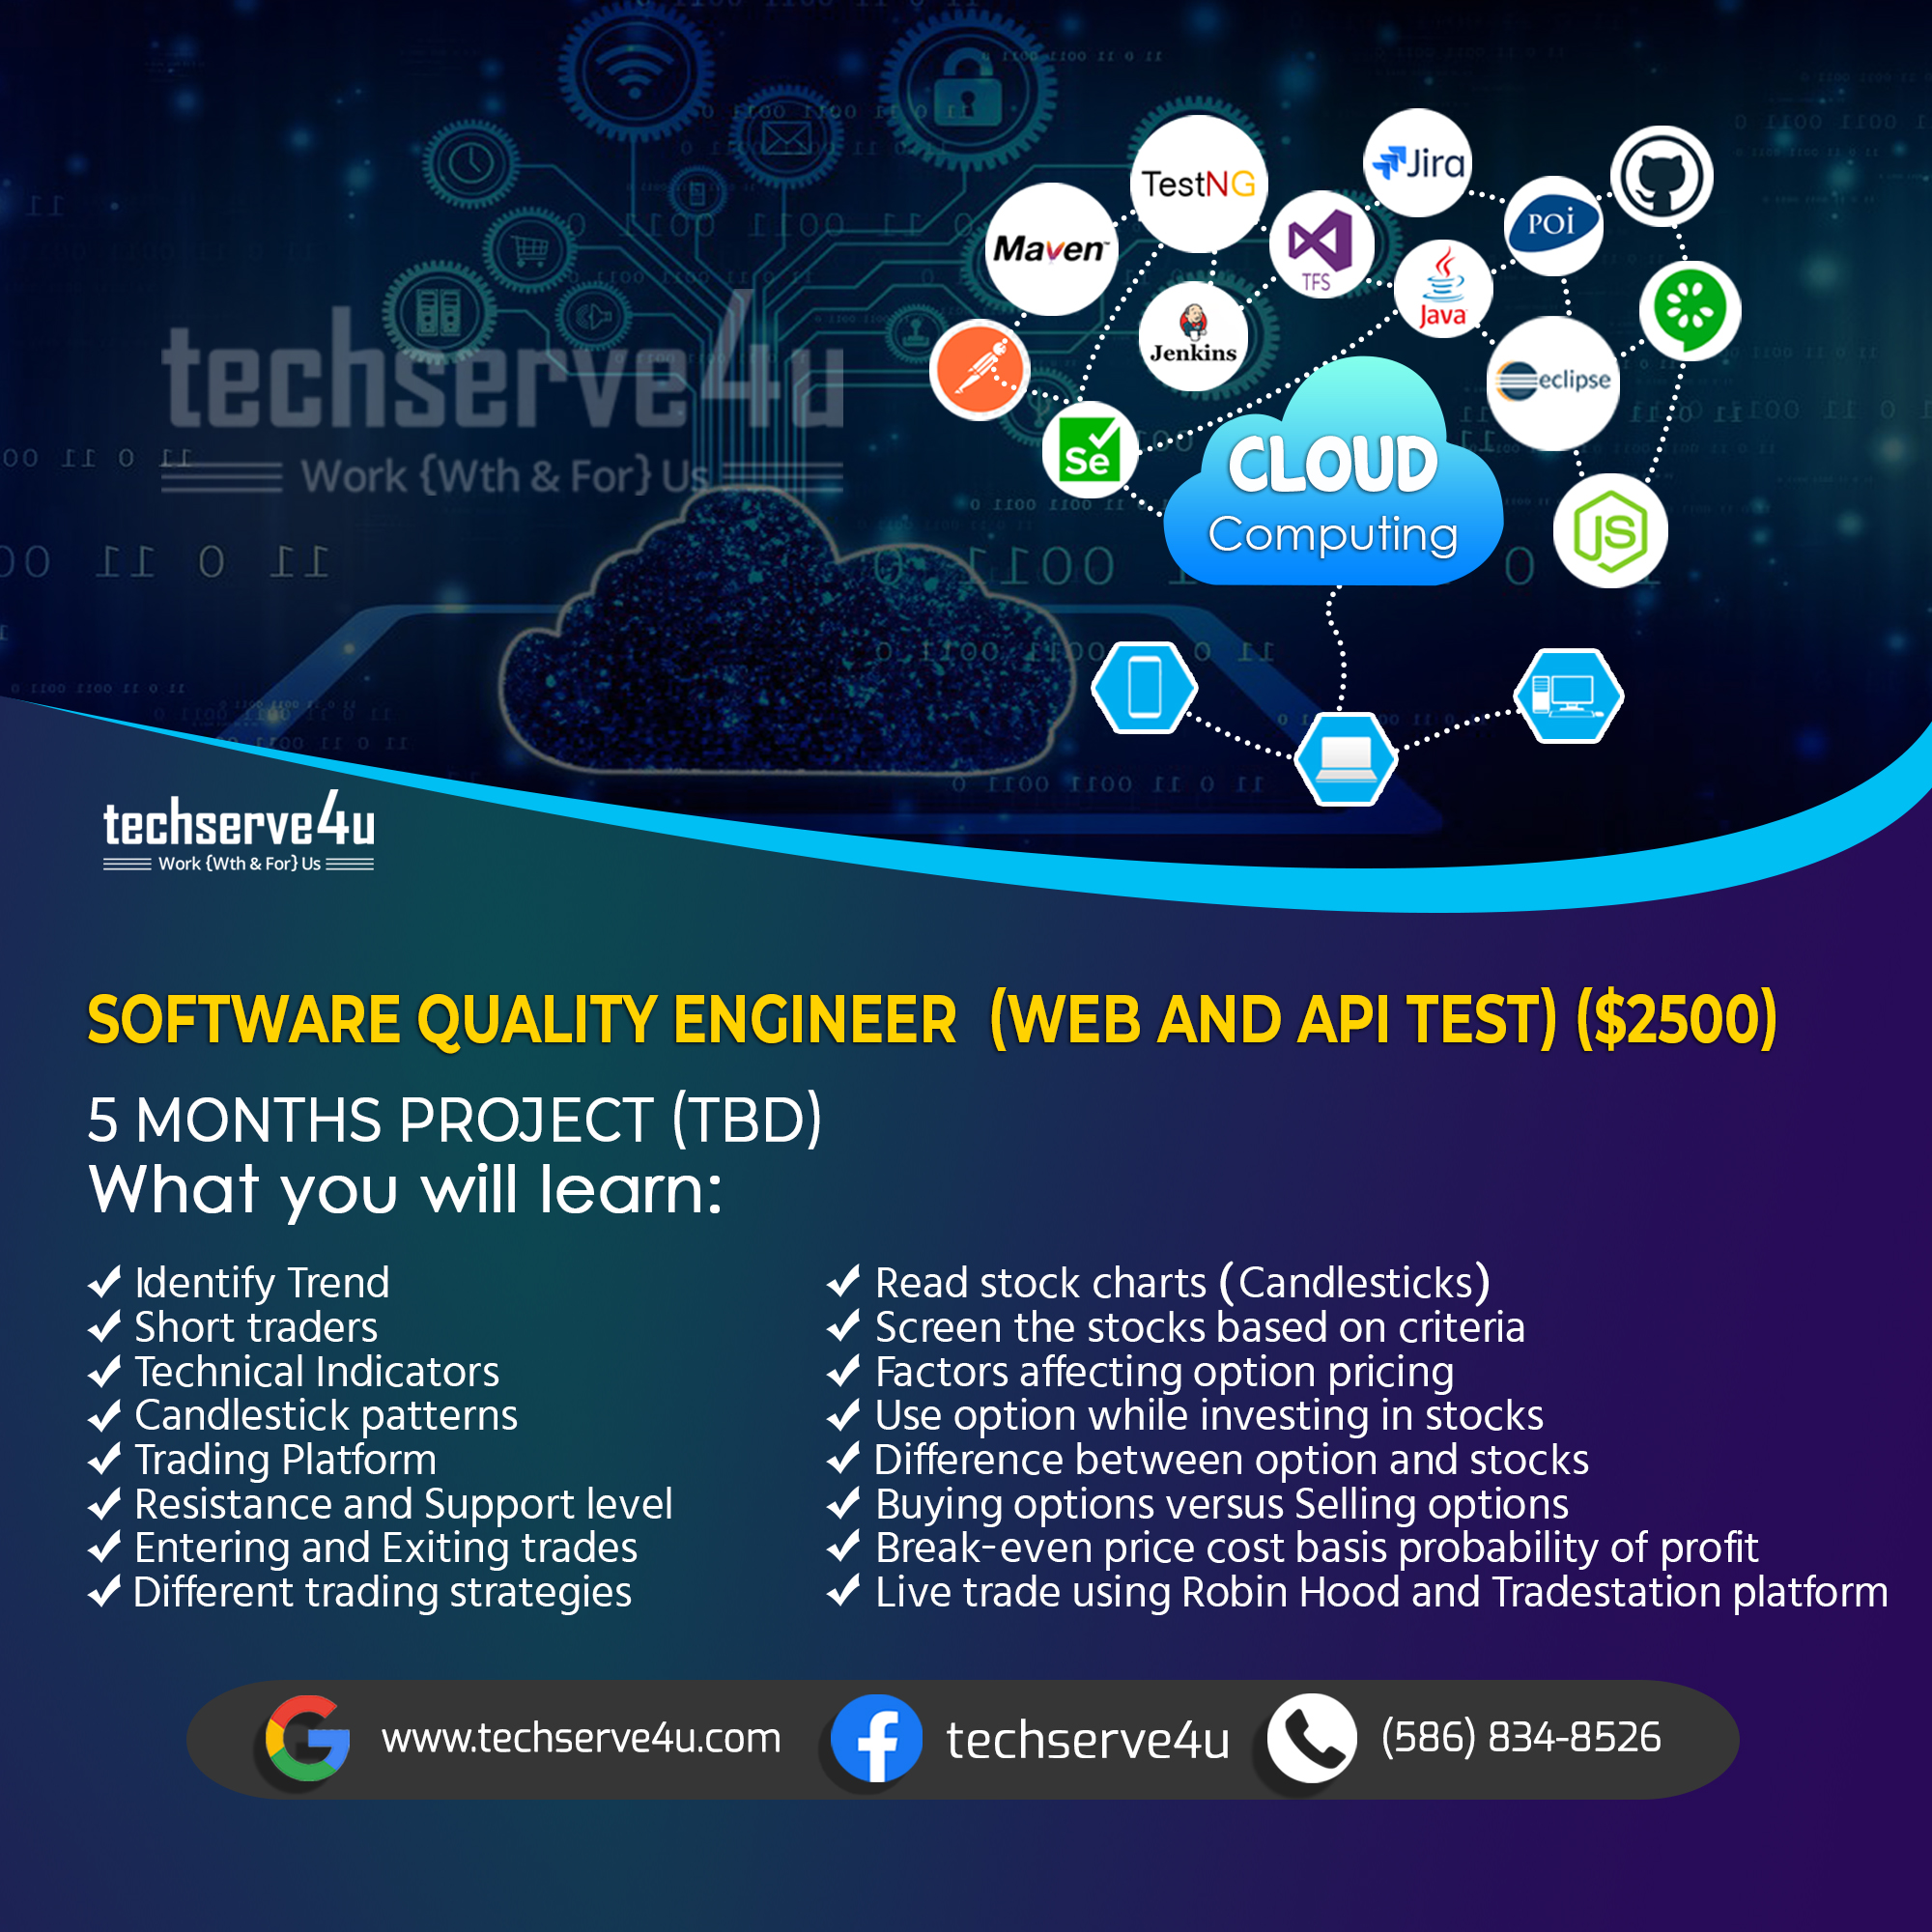 TestNG
Jira
Maven™
TFS
POi
Java
Jenkins
eclipse
Se
JS
CLOUD
Computing
techserve4u
Work {Wth & For} Us
techserve4u
Work {Wth & For} Us
SOFTWARE QUALITY ENGINEER (WEB AND API TEST) ($2500)
5 MONTHS PROJECT (TBD)
What you will learn:
Identify Trend
Short traders
Technical Indicators
Candlestick patterns
Trading Platform
Resistance and Support level
Entering and Exiting trades
Different trading strategies
Read stock charts (Candlesticks)
Screen the stocks based on criteria
Factors affecting option pricing
Use option while investing in stocks
Difference between option and stocks
Buying options versus Selling options
Break-even price cost basis probability of profit
Live trade using Robin Hood and Tradestation platform
www.techserve4u.com
techserve4u
(586) 834-8526